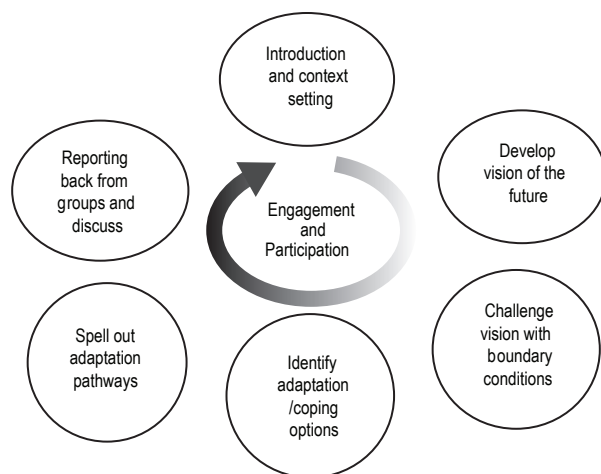 Introduction
and context
setting
Develop
vision of the
future
Challenge
vision with
boundary
conditions
Identify
adaptation
/coping
options
Spell out
adaptation
pathways
Reporting
back from
groups and
discuss
Engagement
and
Participation